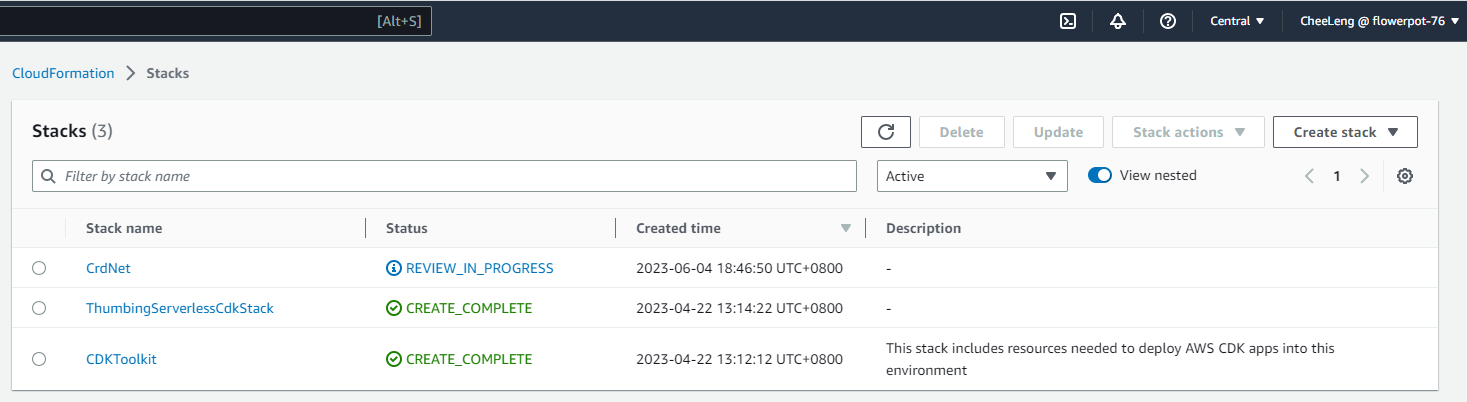 [Alt+S]
Central
CheeLeng @ flowerpot-76
CloudFormation
Stacks
Stacks (3)
Delete
Update
Stack actions
Create stack
Filter by stack name
Active
View nested
1
Stack name
Status
Created time
Description
CrdNet
REVIEW_IN_PROGRESS
2023-06-04 18:46:50 UTC+0800
-
ThumbingServerlessCdkStack
CREATE_COMPLETE
2023-04-22 13:14:22 UTC+0800
-
CDKToolkit
CREATE_COMPLETE
2023-04-22 13:12:12 UTC+0800
This stack includes resources needed to deploy AWS CDK apps into this
environment